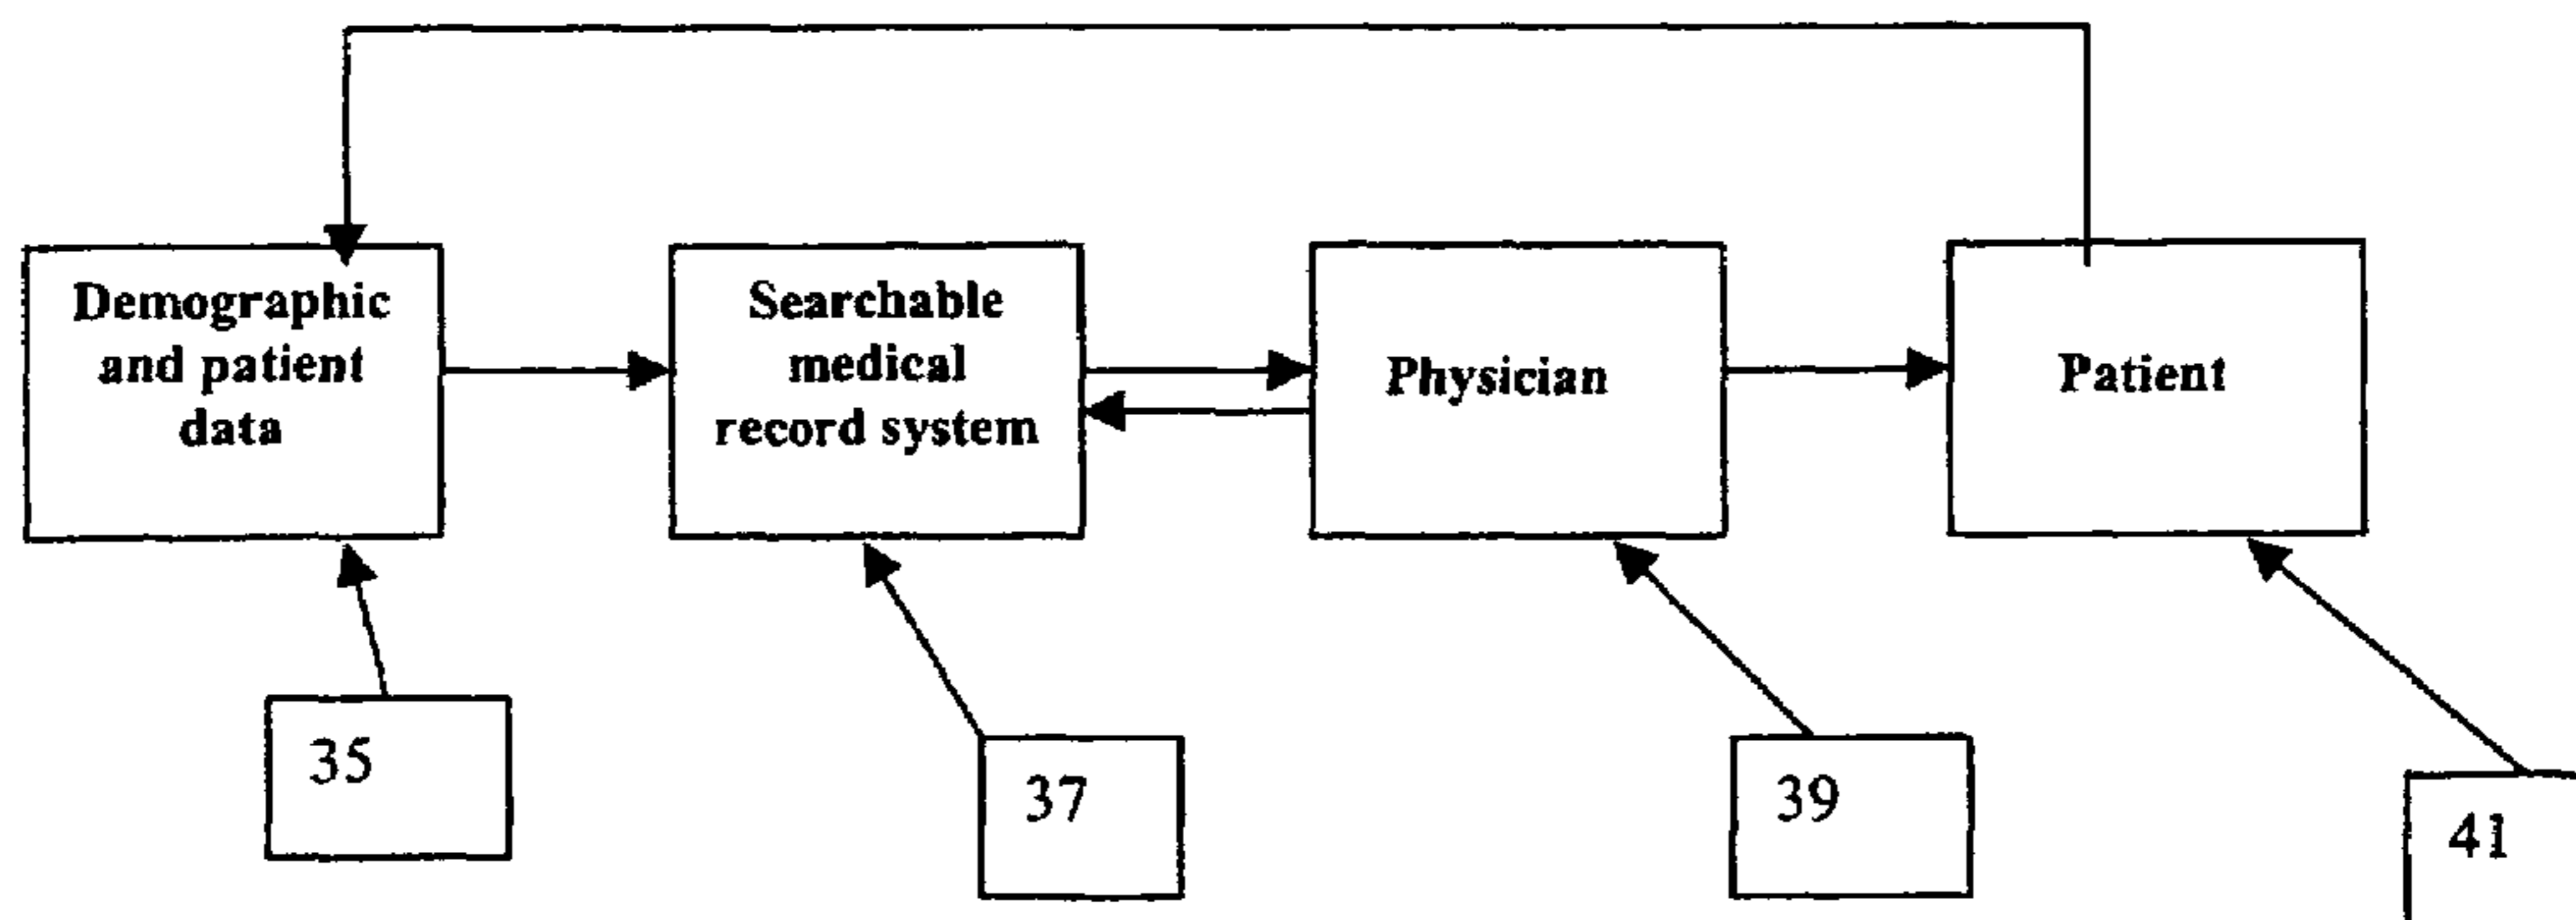 Demographic
and patient
data
Searchable
medical
record system
Physician
Patient
35
37
39
41